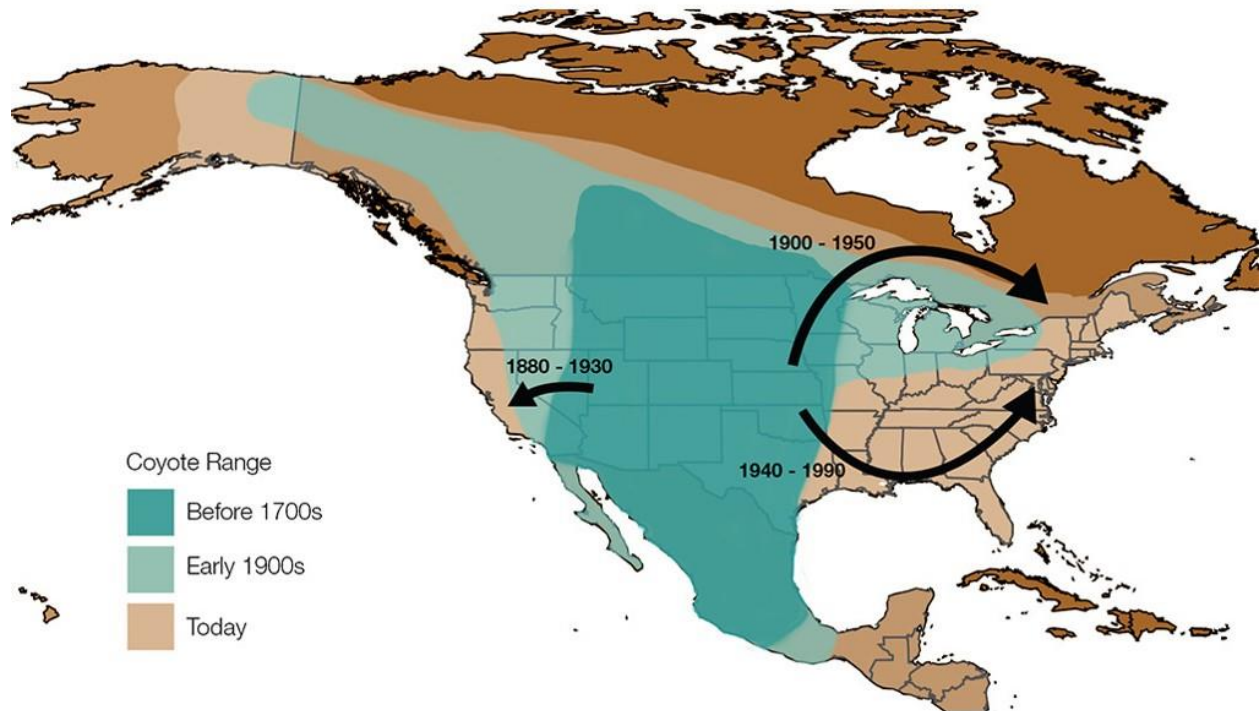 1900 - 1950
1880 - 1930
1940 - 1990
Coyote Range
Before 1700s
Early 1900s
Today